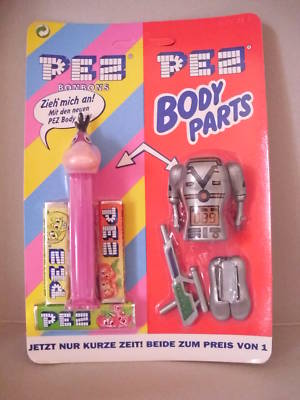 PEZ
BONBONS
Zieh' mich an!
Mit den neuen
PEZ Body
PEZ
BODY
PARTS
PEZ
PEZ
PEZ
JETZT NUR KURZE ZEIT! BEIDE ZUM PREIS VON 1